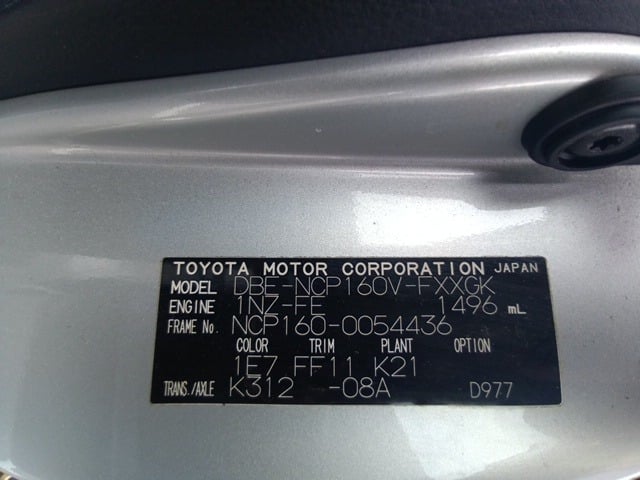 TOYOTA MOTOR CORPORATION JAPAN
MODEL DBE-NCP160V-FXXGK
ENGINE 1NZ-FE 1496 mL
FRAME No. NCP160-0054436
COLOR TRIM PLANT OPTION
1E7 FF11 K21
TRANS./AXLE K312 -08A D977